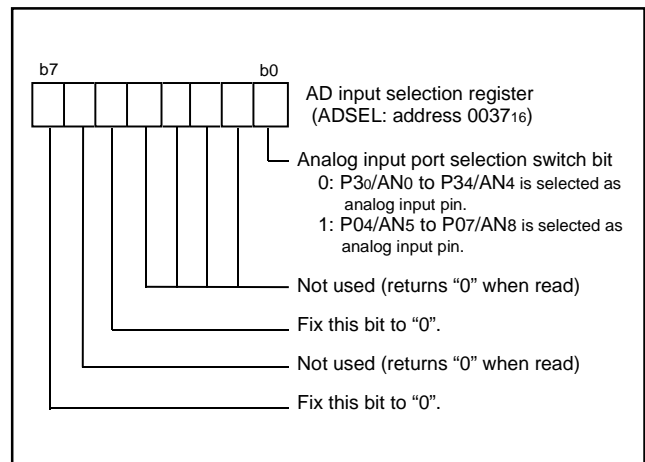 b7 b0
AD input selection register
(ADSEL: address 003716)
Analog input port selection switch bit
0: P30/AN0 to P34/AN4 is selected as
analog input pin.
1: P04/AN5 to P07/AN8 is selected as
analog input pin.
Not used (returns “0” when read)
Fix this bit to “0”.
Not used (returns “0” when read)
Fix this bit to “0”.